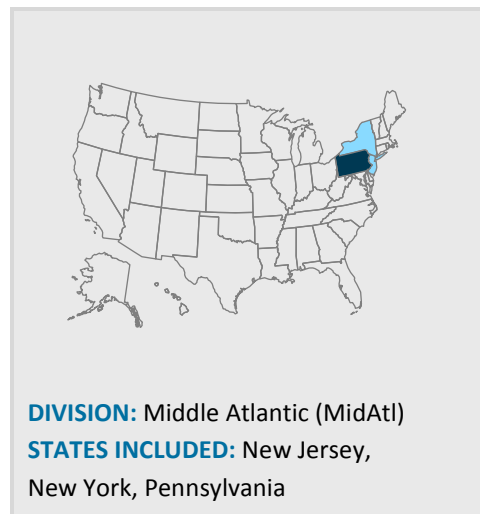 DIVISION: Middle Atlantic (MidAtl)
STATES INCLUDED: New Jersey,
New York, Pennsylvania